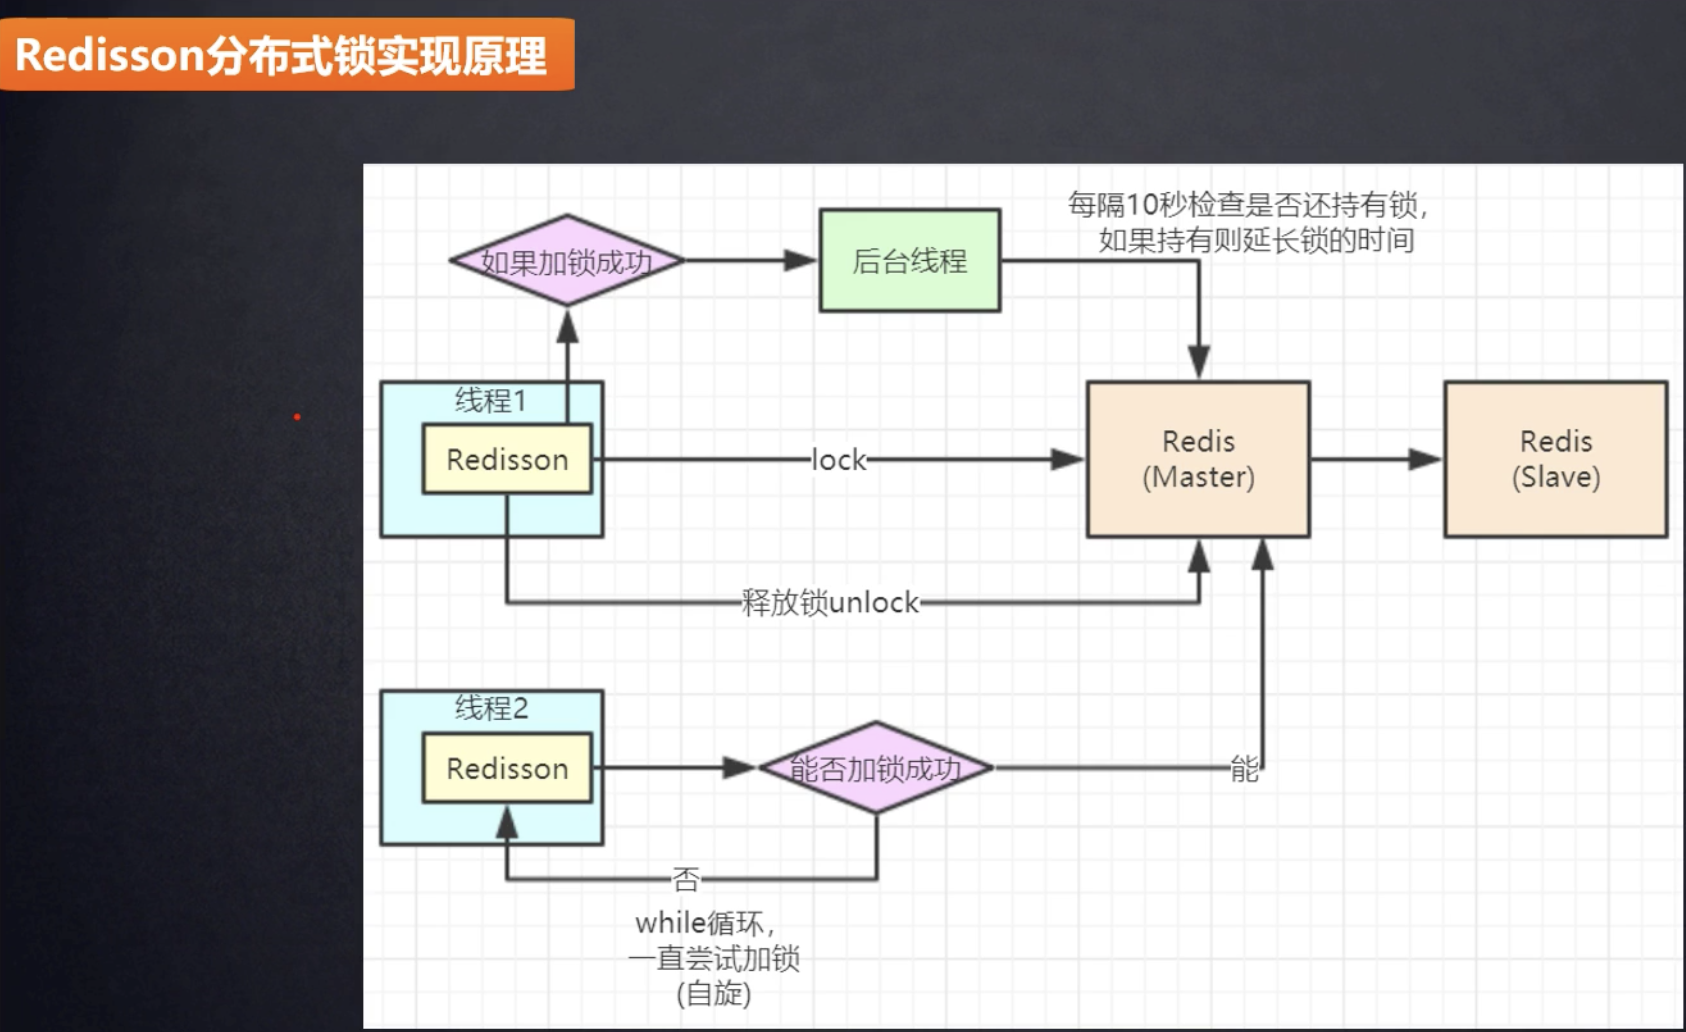 Redisson分布式锁实现原理
每隔10秒检查是否还持有锁，
如果持有则延长锁的时间
如果加锁成功
后台线程
线程1
Redisson
lock
Redis
(Master)
Redis
(Slave)
释放锁unlock
线程2
Redisson
能否加锁成功
能
否
while循环，
一直尝试加锁
(自旋)